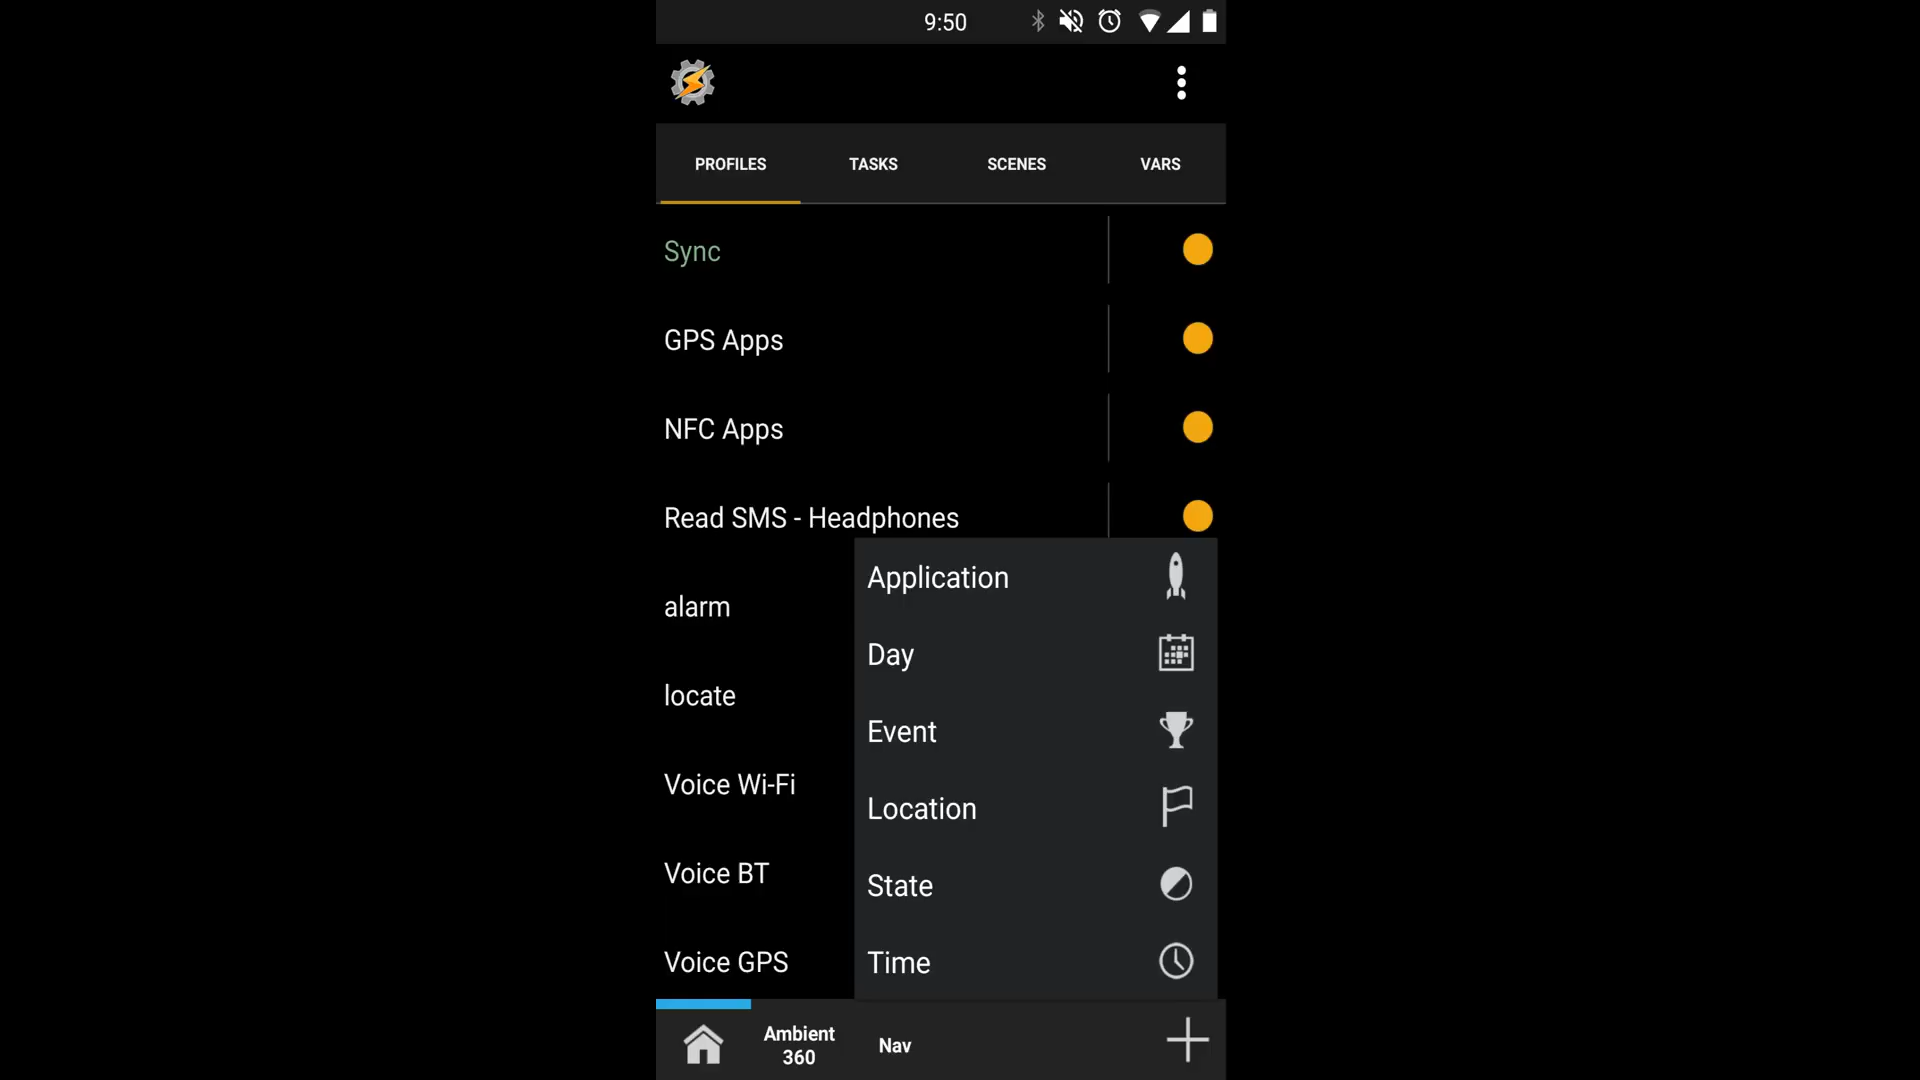 9:50
PROFILES TASKS SCENES VARS
Sync
GPS Apps
NFC Apps
Read SMS - Headphones
alarm
locate
Voice Wi-Fi
Voice BT
Voice GPS
Application
Day
Event
Location
State
Time
Ambient
360
Nav